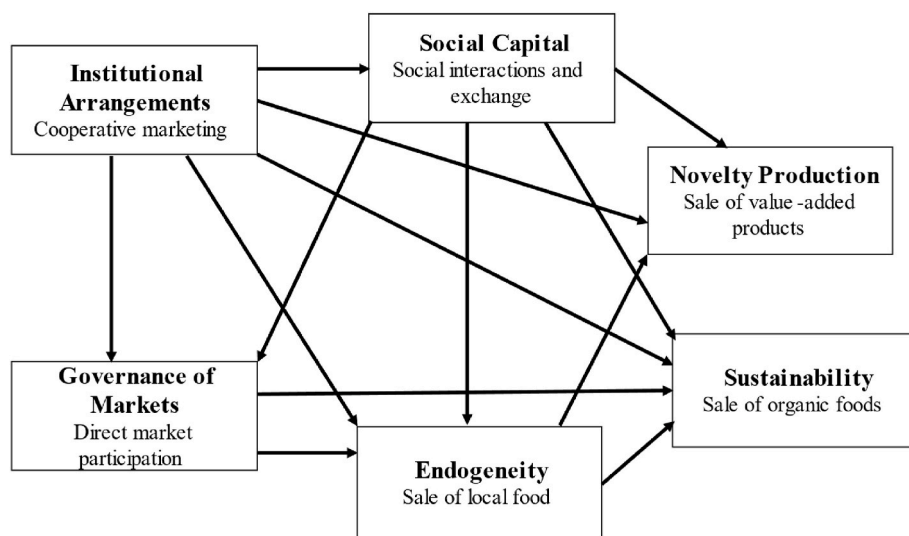 Institutional
Arrangements
Cooperative marketing
Social Capital
Social interactions and
exchange
Novelty Production
Sale of value -added
products
Governance of
Markets
Direct market
participation
Endogeneity
Sale of local food
Sustainability
Sale of organic foods